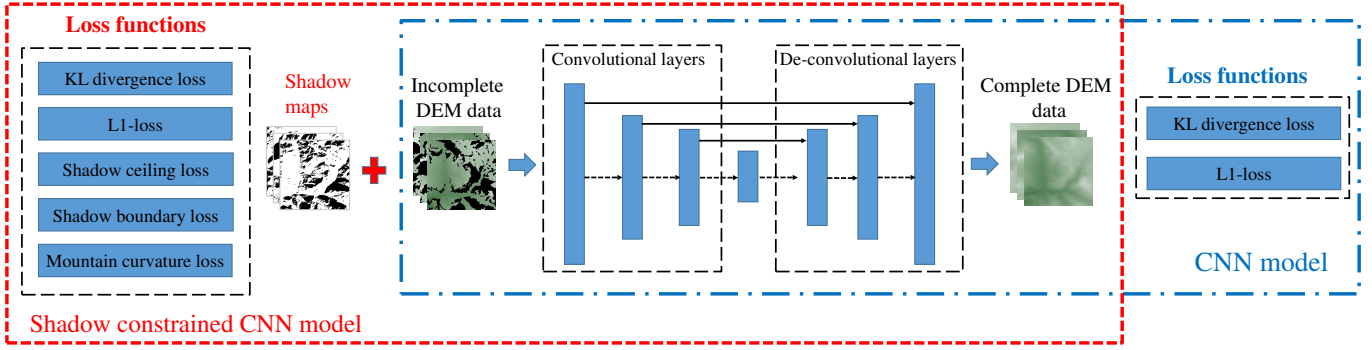 Loss functions
KL divergence loss
L1-loss
Shadow ceiling loss
Shadow boundary loss
Mountain curvature loss
Shadow
maps
Incomplete
DEM data
Convolutional layers
De-convolutional layers
Complete DEM
data
Loss functions
KL divergence loss
L1-loss
CNN model
Shadow constrained CNN model